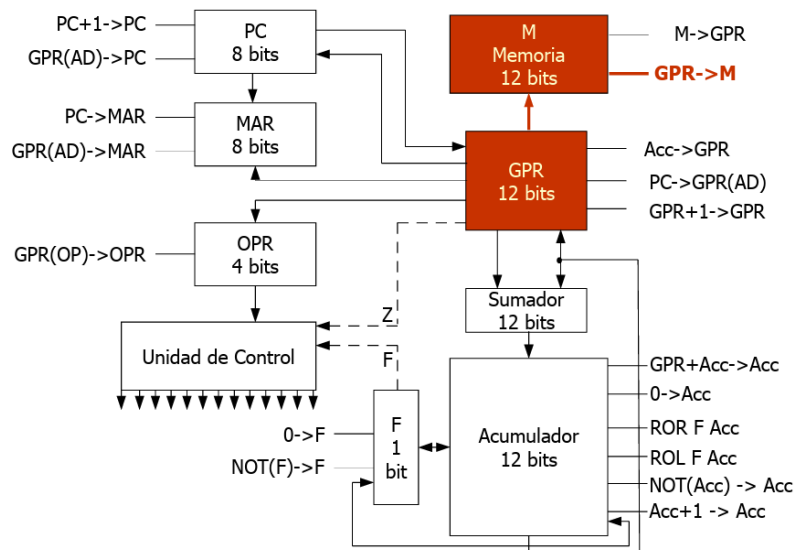 PC+1->PC
GPR(AD)->PC
PC
8 bits
M
Memoria
12 bits
M->GPR
GPR->M
PC->MAR
GPR(AD)->MAR
MAR
8 bits
GPR
12 bits
Acc->GPR
PC->GPR(AD)
GPR+1->GPR
GPR(OP)->OPR
OPR
4 bits
Sumador
12 bits
Z
F
Unidad de Control
0->F
NOT(F)->F
F
1
bit
Acumulador
12 bits
GPR+Acc->Acc
0->Acc
ROR F Acc
ROL F Acc
NOT(Acc) -> Acc
Acc+1 -> Acc